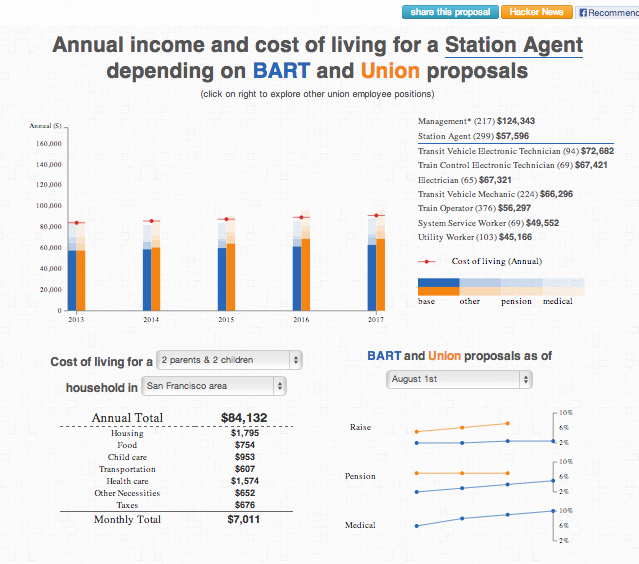 share this proposal
Hacker News
Recommend
Annual income and cost of living for a Station Agent
depending on BART and Union proposals
(click on right to explore other union employee positions)
Annual ($)
160,000
140,000
120,000
100,000
80,000
60,000
40,000
20,000
0
2013
2014
2015
2016
2017
Management* (217) $124,343
Station Agent (299) $57,596
Transit Vehicle Electronic Technician (94) $72,682
Train Control Electronic Technician (69) $67,421
Electrician (65) $67,321
Transit Vehicle Mechanic (224) $66,296
Train Operator (376) $56,297
System Service Worker (69) $49,552
Utility Worker (103) $45,166
Cost of living (Annual)
base other pension medical
Cost of living for a 2 parents & 2 children
household in San Francisco area
Annual Total $84,132
Housing $1,795
Food $754
Child care $953
Transportation $607
Health care $1,574
Other Necessities $652
Taxes $676
Monthly Total $7,011
BART and Union proposals as of
August 1st
Raise
10%
6%
2%
Pension
10%
6%
2%
Medical
10%
6%
2%